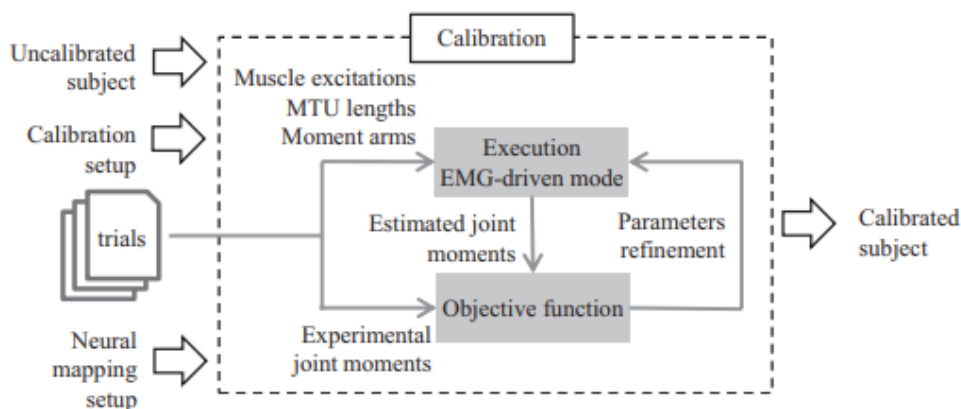 Calibration
Uncalibrated
subject
Muscle excitations
MTU lengths
Moment arms
Calibration
setup
Execution
EMG-driven mode
trials
Estimated joint
moments
Parameters
refinement
Calibrated
subject
Objective function
Experimental
joint moments
Neural
mapping
setup